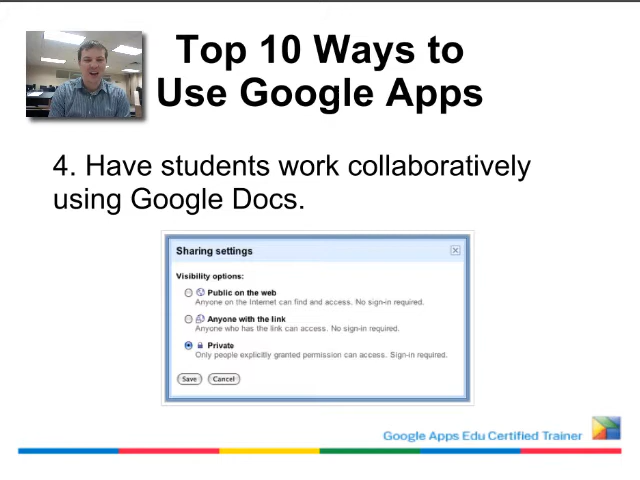 Top 10 Ways to
Use Google Apps
4. Have students work collaboratively
using Google Docs.
Sharing settings
Visibility options:
Public on the web
Anyone on the Internet can find and access. No sign-in required.
Anyone with the link
Anyone who has the link can access. No sign-in required.
Private
Only people explicitly granted permission can access. Sign-in required.
Save Cancel
Google Apps Edu Certified Trainer